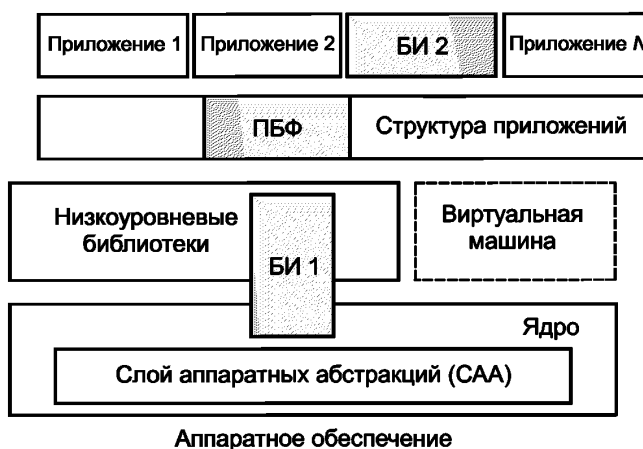 Приложение 1
Приложение 2
БИ 2
Приложение N
ПБФ
Структура приложений
Низкоуровневые
библиотеки
БИ 1
Виртуальная
машина
Ядро
Слой аппаратных абстракций (САА)
Аппаратное обеспечение